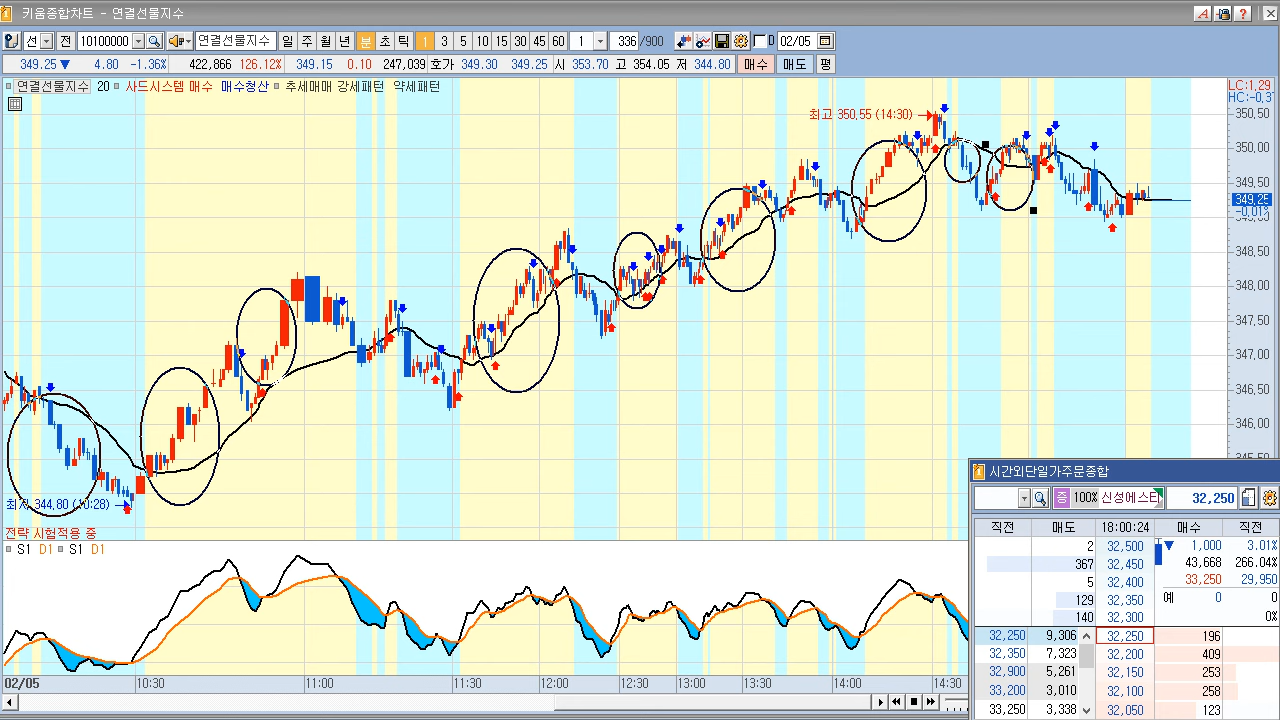 키움종합차트 - 연결선물지수
선 전 10100000 연결선물지수 일 주 월 년 분 초 틱 1 3 5 10 15 30 45 60 1 336 /900 D 02/05
349.25 ▼ 4.80 -1.36% 422,866 126.12% 349.15 0.10 247,039 호가 349.30 349.25 시 353.70 고 354.05 저 344.80 매수 매도 평
연결선물지수 20 사드시스템 매수 매수청산 추세매매 강세패턴 약세패턴
LC:1,29
HC:-0,3
최고 350,55 (14:30)
350,50
350,00
349,50
349,25
-0,01%
348,50
348,00
347,50
347,00
346,50
346,00
345,50
최저 344,80 (10:28)
전략 시험적용 중
S1 D1 S1 D1
02/05 10:30 11:00 11:30 12:00 12:30 13:00 13:30 14:00 14:30
시간외단일가주문종합
증 100% 신성에스티 32,250
직전 매도 18:00:24 매수 직전
2 32,500 ▼ 1,000 3.01%
367 32,450 43,668 266.04%
5 32,400 33,250 29,950
129 32,350 예 0 0
140 32,300 0%
32,250 9,306 32,250 196
32,350 7,323 32,200 409
32,900 5,261 32,150 253
33,200 3,010 32,100 258
33,250 3,338 32,050 123